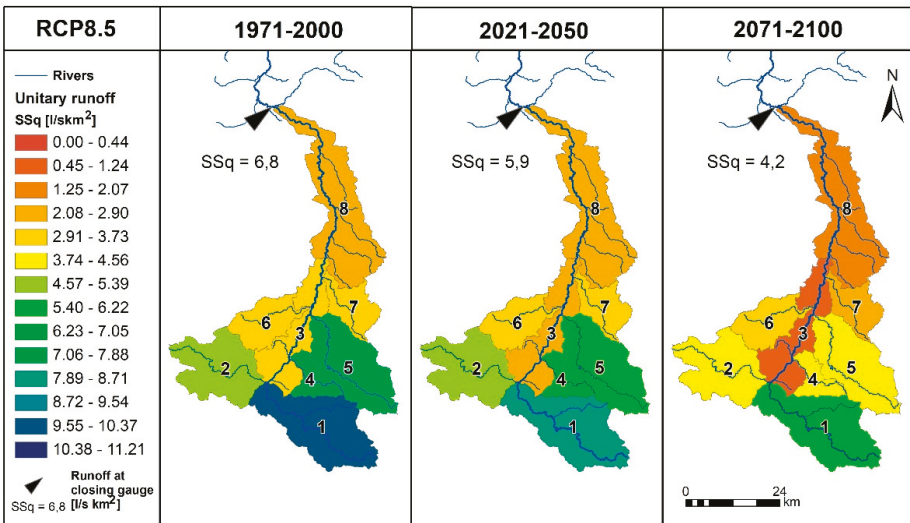 RCP8.5
1971-2000
2021-2050
2071-2100
Rivers
Unitary runoff
SSq [l/skm²]
0.00 - 0.44
0.45 - 1.24
1.25 - 2.07
2.08 - 2.90
2.91 - 3.73
3.74 - 4.56
4.57 - 5.39
5.40 - 6.22
6.23 - 7.05
7.06 - 7.88
7.89 - 8.71
8.72 - 9.54
9.55 - 10.37
10.38 - 11.21
Runoff at
closing gauge
SSq = 6,8 [l/s km²]
SSq = 6,8
8
7
6
3
2
5
4
1
SSq = 5,9
8
7
6
3
2
5
4
1
N
SSq = 4,2
8
7
6
3
2
5
4
1
0 24
km